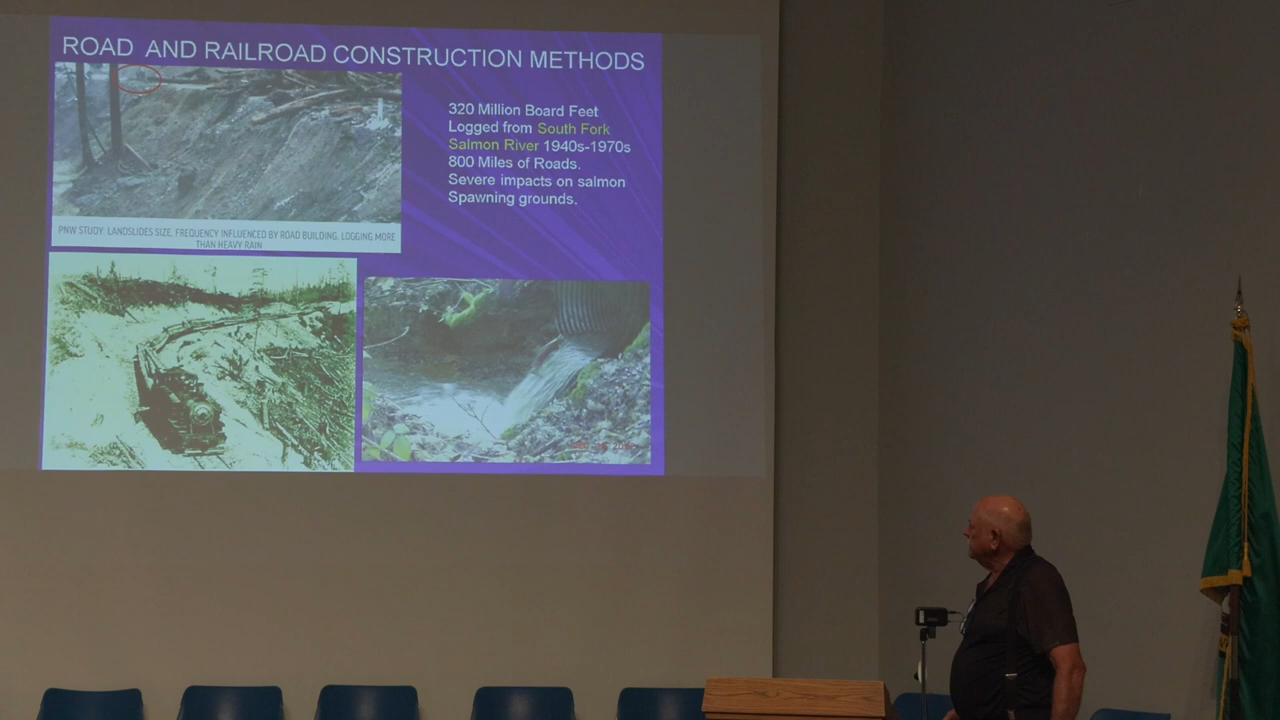 ROAD AND RAILROAD CONSTRUCTION METHODS
320 Million Board Feet
Logged from South Fork
Salmon River 1940s-1970s
800 Miles of Roads.
Severe impacts on salmon
Spawning grounds.
PNW STUDY: LANDSLIDES SIZE, FREQUENCY INFLUENCED BY ROAD BUILDING, LOGGING MORE
THAN HEAVY RAIN